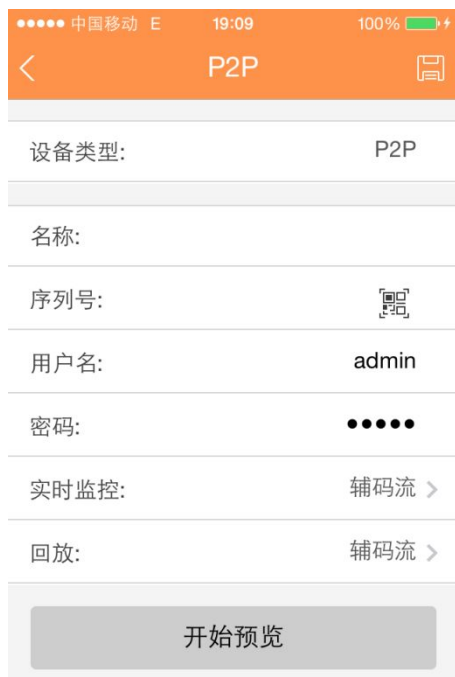 中国移动 E 19:09 100%
P2P
设备类型: P2P
名称:
序列号:
用户名: admin
密码: •••••
实时监控: 辅码流
回放: 辅码流
开始预览